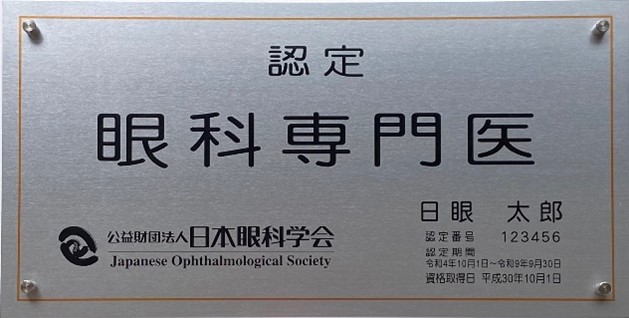 認定
眼科専門医
公益財団法人日本眼科学会
Japanese Ophthalmological Society
日眼 太郎
認定番号 123456
認定期間
令和4年10月1日～令和9年9月30日
資格取得日 平成30年10月1日